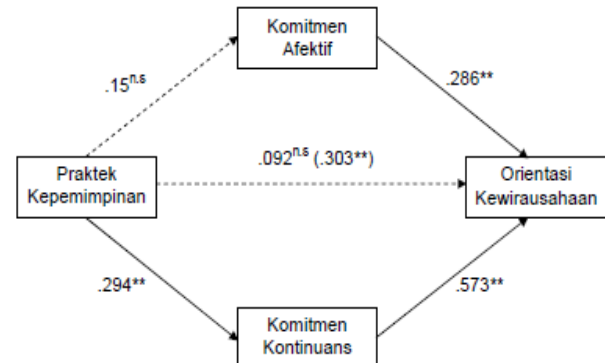 Komitmen
Afektif
.15n.s
.286**
.092n.s (.303**)
Praktek
Kepemimpinan
Orientasi
Kewirausahaan
.294**
.573**
Komitmen
Kontinuans